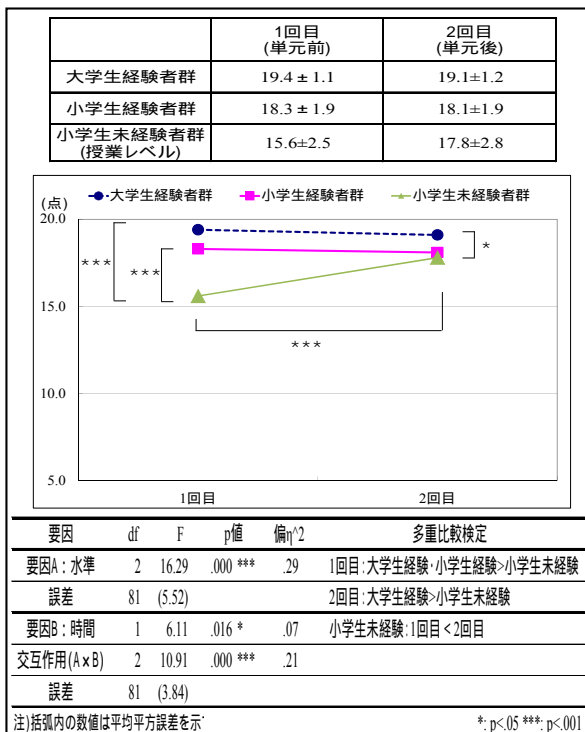 1回目 2回目
(単元前) (単元後)
大学生経験者群 19.4 ± 1.1 19.1±1.2
小学生経験者群 18.3 ± 1.9 18.1±1.9
小学生未経験者群
(授業レベル) 15.6±2.5 17.8±2.8
(点) 大学生経験者群 小学生経験者群 小学生未経験者群
20.0
*
*** ***
15.0
***
10.0
5.0
1回目 2回目
要因 df F p値 偏η^2 多重比較検定
要因A:水準 2 16.29 .000 *** .29 1回目:大学生経験・小学生経験>小学生未経験
誤差 81 (5.52) 2回目:大学生経験>小学生未経験
要因B:時間 1 6.11 .016 * .07 小学生未経験:1回目<2回目
交互作用(A×B) 2 10.91 .000 *** .21
誤差 81 (3.84)
注)括弧内の数値は平均平方誤差を示 *: p<.05 ***: p<.001